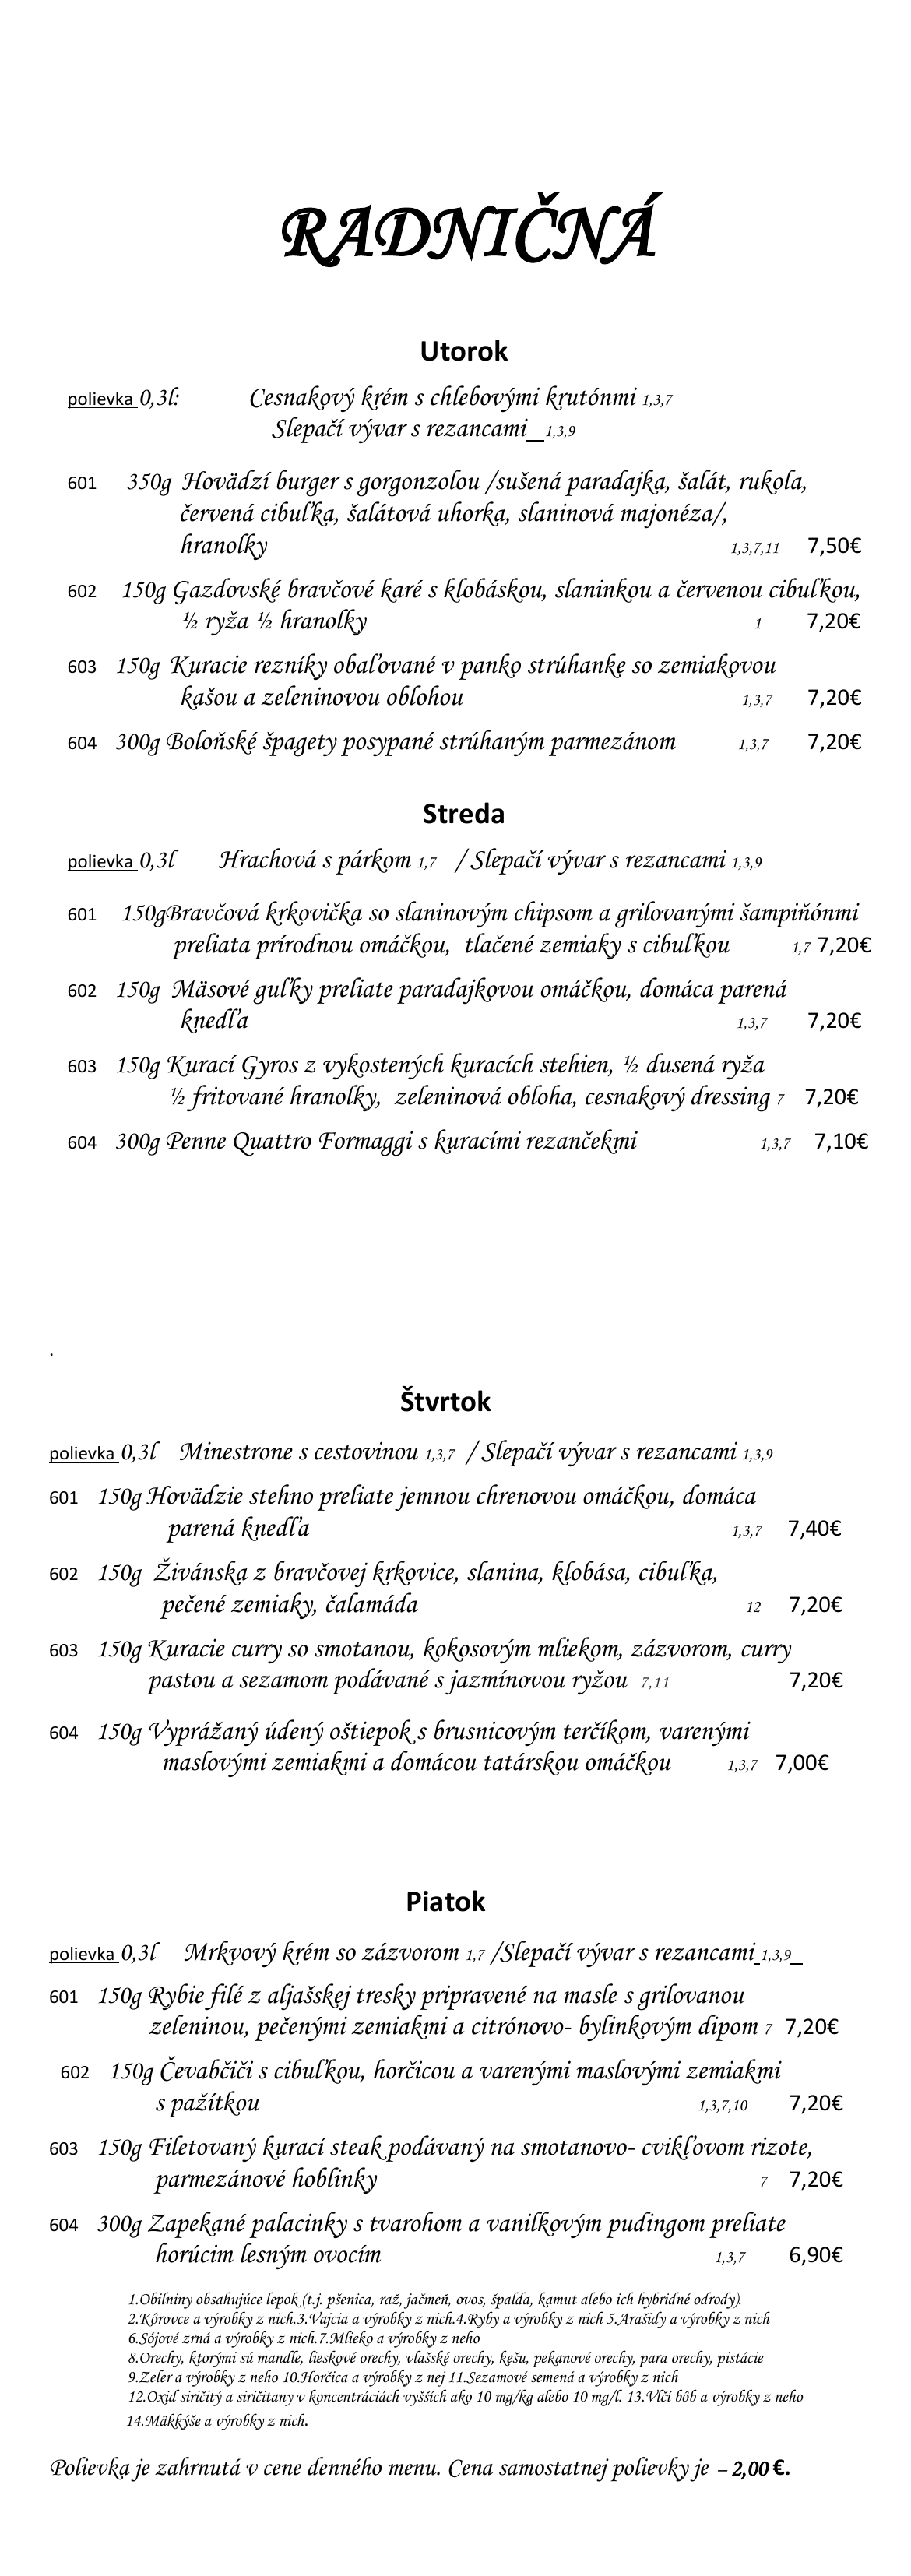 RADNIČNÁ
Utorok
polievka 0,3l: Cesnakový krém s chlebovými krutónmi 1,3,7
Slepačí vývar s rezancami 1,3,9
601 350g Hovädzí burger s gorgonzolou /sušená paradajka, šalát, rukola,
červená cibuľka, šalátová uhorka, slaninová majonéza/,
hranolky 1,3,7,11 7,50€
602 150g Gazdovské bravčové karé s klobáskou, slaninkou a červenou cibuľkou,
½ ryža ½ hranolky 1 7,20€
603 150g Kuracie rezníky obaľované v panko strúhanke so zemiakovou
kašou a zeleninovou oblohou 1,3,7 7,20€
604 300g Boloňské špagety posypané strúhaným parmezánom 1,3,7 7,20€
Streda
polievka 0,3l Hrachová s párkom 1,7 / Slepačí vývar s rezancami 1,3,9
601 150gBravčová krkovička so slaninovým chipsom a grilovanými šampiňónmi
preliata prírodnou omáčkou, tlačené zemiaky s cibuľkou 1,7 7,20€
602 150g Mäsové guľky preliate paradajkovou omáčkou, domáca parená
knedľa 1,3,7 7,20€
603 150g Kurací Gyros z vykostených kuracích stehien, ½ dusená ryža
½ fritované hranolky, zeleninová obloha, cesnakový dressing 7 7,20€
604 300g Penne Quattro Formaggi s kuracími rezančekmi 1,3,7 7,10€
.
Štvrtok
polievka 0,3l Minestrone s cestovinou 1,3,7 / Slepačí vývar s rezancami 1,3,9
601 150g Hovädzie stehno preliate jemnou chrenovou omáčkou, domáca
parená knedľa 1,3,7 7,40€
602 150g Živánska z bravčovej krkovice, slanina, klobása, cibuľka,
pečené zemiaky, čalamáda 12 7,20€
603 150g Kuracie curry so smotanou, kokosovým mliekom, zázvorom, curry
pastou a sezamom podávané s jazmínovou ryžou 7,11 7,20€
604 150g Vyprážaný údený oštiepok s brusnicovým terčíkom, varenými
maslovými zemiakmi a domácou tatárskou omáčkou 1,3,7 7,00€
Piatok
polievka 0,3l Mrkvový krém so zázvorom 1,7 /Slepačí vývar s rezancami 1,3,9
601 150g Rybie filé z aljašskej tresky pripravené na masle s grilovanou
zeleninou, pečenými zemiakmi a citrónovo- bylinkovým dipom 7 7,20€
602 150g Čevabčiči s cibuľkou, horčicou a varenými maslovými zemiakmi
s pažítkou 1,3,7,10 7,20€
603 150g Filetovaný kurací steak podávaný na smotanovo- cvikľovom rizote,
parmezánové hoblinky 7 7,20€
604 300g Zapekané palacinky s tvarohom a vanilkovým pudingom preliate
horúcim lesným ovocím 1,3,7 6,90€
1.Obilniny obsahujúce lepok (t.j. pšenica, raž, jačmeň, ovos, špalda, kamut alebo ich hybridné odrody).
2.Kôrovce a výrobky z nich.3.Vajcia a výrobky z nich.4.Ryby a výrobky z nich 5.Arašidy a výrobky z nich
6.Sójové zrná a výrobky z nich.7.Mlieko a výrobky z neho
8.Orechy, ktorými sú mandle, lieskové orechy, vlašské orechy, kešu, pekanové orechy, para orechy, pistácie
9.Zeler a výrobky z neho 10.Horčica a výrobky z nej 11.Sezamové semená a výrobky z nich
12.Oxid siričitý a siričitany v koncentráciách vyšších ako 10 mg/kg alebo 10 mg/l. 13.Vlčí bôb a výrobky z neho
14.Mäkkýše a výrobky z nich.
Polievka je zahrnutá v cene denného menu. Cena samostatnej polievky je – 2,00 €.